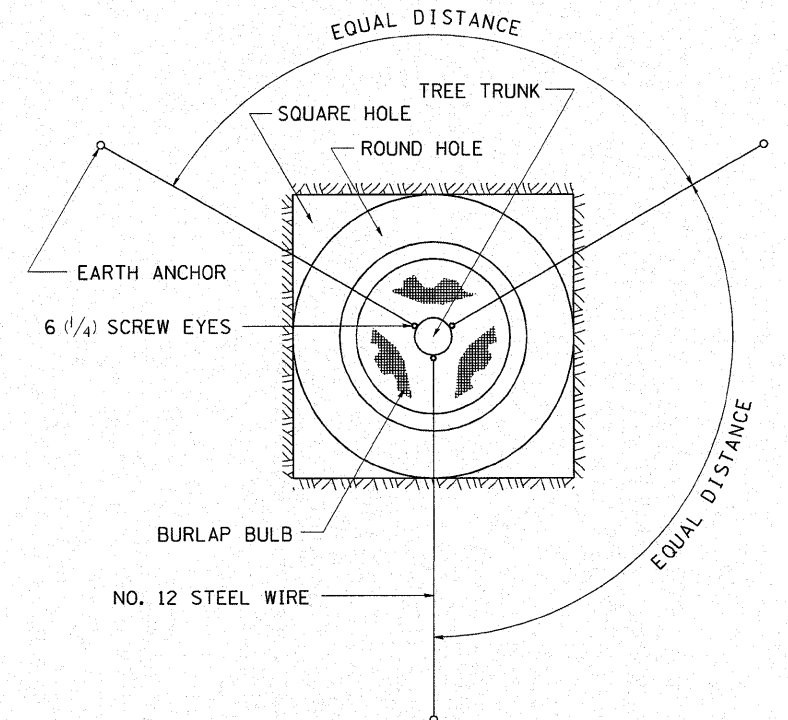 EQUAL DISTANCE
TREE TRUNK
SQUARE HOLE
ROUND HOLE
EARTH ANCHOR
6 (1/4) SCREW EYES
EQUAL DISTANCE
BURLAP BULB
NO. 12 STEEL WIRE